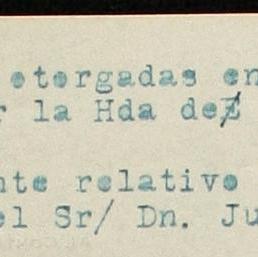 otorgadas en
r la Hda de
nte relativo
el Sr/ Dn. Ju